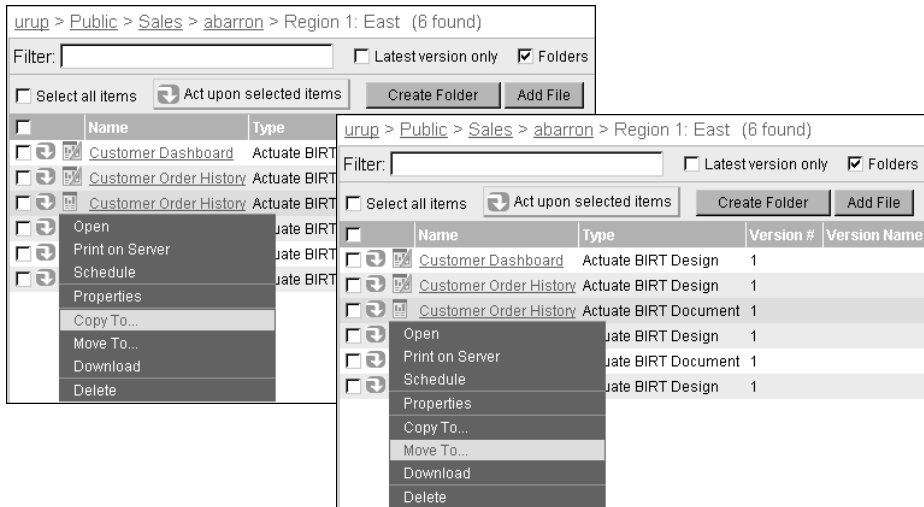 urup > Public > Sales > abarron > Region 1: East (6 found)
Filter:
Latest version only
Folders
Select all items
Act upon selected items
Create Folder
Add File
Name
Type
Customer Dashboard Actuate BIRT
Customer Order History Actuate BIRT
Customer Order History Actuate BIRT
Open
Print on Server
Schedule
Properties
Copy To...
Move To...
Download
Delete
uate BIRT
uate BIRT
uate BIRT
urup > Public > Sales > abarron > Region 1: East (6 found)
Filter:
Latest version only
Folders
Select all items
Act upon selected items
Create Folder
Add File
Name
Type
Version #
Version Name
Customer Dashboard Actuate BIRT Design 1
Customer Order History Actuate BIRT Design 1
Customer Order History Actuate BIRT Document 1
Open
Print on Server
Schedule
Properties
Copy To...
Move To...
Download
Delete
uate BIRT Design 1
uate BIRT Document 1
uate BIRT Design 1